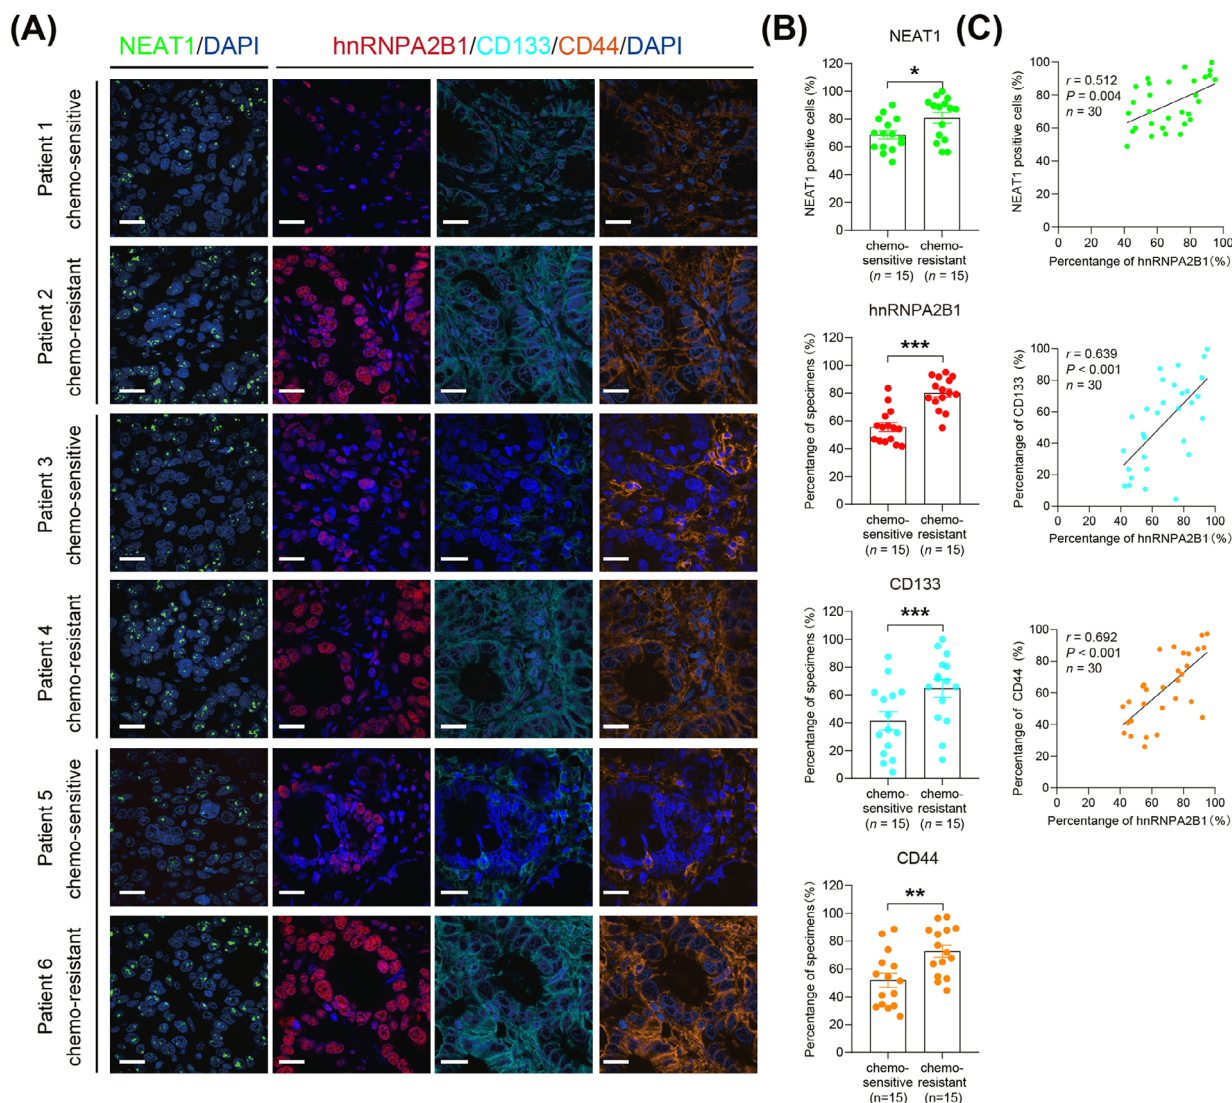 (A)
NEAT1/DAPI
hnRNPA2B1/CD133/CD44/DAPI
Patient 1
chemo-sensitive
Patient 2
chemo-resistant
Patient 3
chemo-sensitive
Patient 4
chemo-resistant
Patient 5
chemo-sensitive
Patient 6
chemo-resistant
(B)
NEAT1
NEAT1 positive cells (%)
120
100
80
60
40
20
0
*
chemo-
sensitive
(n = 15)
chemo-
resistant
(n = 15)
hnRNPA2B1
Percentage of specimens (%)
120
100
80
60
40
20
0
***
chemo-
sensitive
(n = 15)
chemo-
resistant
(n = 15)
CD133
Percentage of specimens (%)
120
100
80
60
40
20
0
***
chemo-
sensitive
(n = 15)
chemo-
resistant
(n = 15)
CD44
Percentage of specimens (%)
120
100
80
60
40
20
0
**
chemo-
sensitive
(n=15)
chemo-
resistant
(n=15)
(C)
NEAT1 positive cells (%)
100
80
60
40
20
0
r = 0.512
P = 0.004
n = 30
0 20 40 60 80 100
Percentange of hnRNPA2B1(%)
Percentange of CD133 (%)
100
80
60
40
20
0
r = 0.639
P < 0.001
n = 30
0 20 40 60 80 100
Percentange of hnRNPA2B1(%)
Percentange of CD44 (%)
100
80
60
40
20
0
r = 0.692
P < 0.001
n = 30
0 20 40 60 80 100
Percentange of hnRNPA2B1(%)